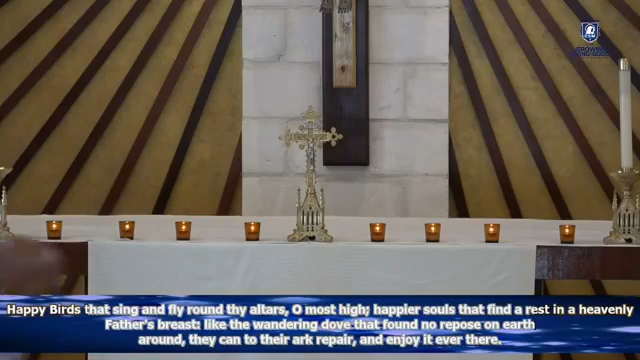 GROWING
Happy Birds that sing and fly round thy altars, O most high; happier souls that find a rest in a heavenly
Father's breast: like the wandering dove that found no repose on earth
around, they can to their ark repair, and enjoy it ever there.